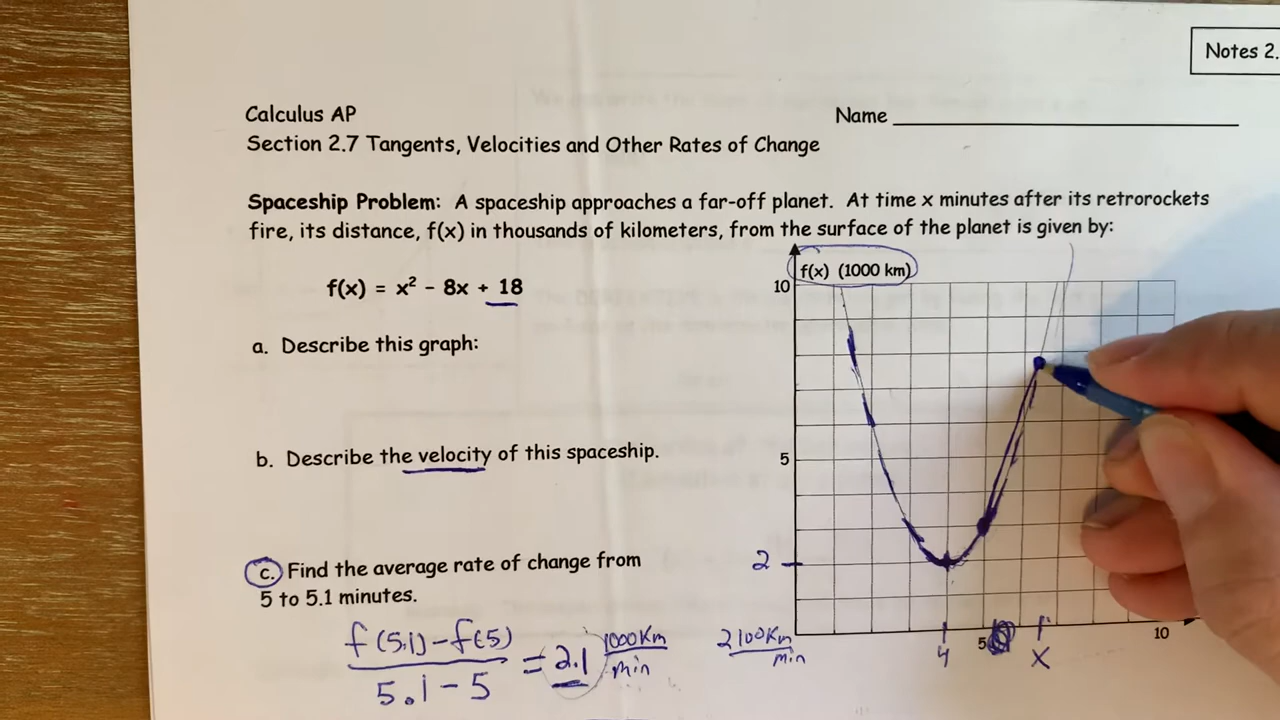 Notes 2.
Calculus AP
Name
Section 2.7 Tangents, Velocities and Other Rates of Change
Spaceship Problem: A spaceship approaches a far-off planet. At time x minutes after its retrorockets
fire, its distance, f(x) in thousands of kilometers, from the surface of the planet is given by:
f(x) = x² - 8x + 18
a. Describe this graph:
b. Describe the velocity of this spaceship.
c. Find the average rate of change from
5 to 5.1 minutes.
f(5.1)-f(5)
5.1-5
= 2.1
1000Km
min
f(x) (1000 km)
10
5
2
2100Km
min
4
5
x
10